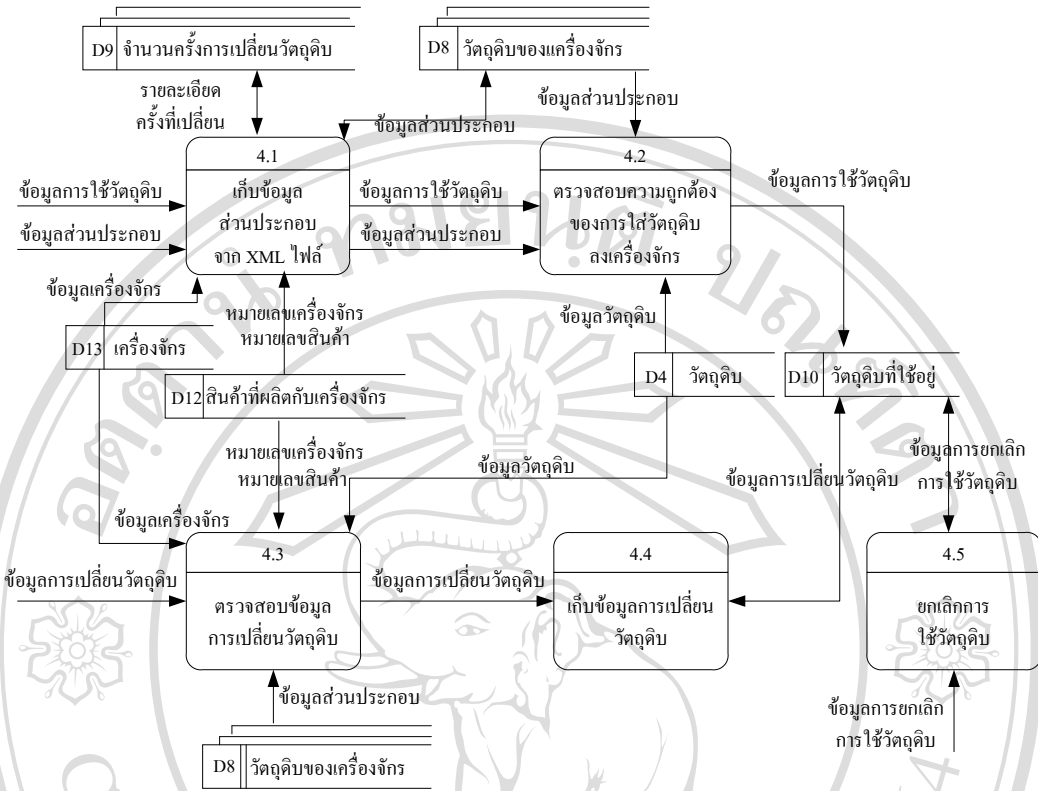 D9 จำนวนครั้งการเปลี่ยนวัตถุดิบ
D8 วัตถุดิบของเครื่องจักร
รายละเอียด
ครั้งที่เปลี่ยน
ข้อมูลส่วนประกอบ
ข้อมูลส่วนประกอบ
4.1
เก็บข้อมูล
ส่วนประกอบ
จาก XML ไฟล์
4.2
ตรวจสอบความถูกต้อง
ของการใส่วัตถุดิบ
ลงเครื่องจักร
ข้อมูลการใช้วัตถุดิบ
ข้อมูลส่วนประกอบ
ข้อมูลการใช้วัตถุดิบ
ข้อมูลส่วนประกอบ
ข้อมูลการใช้วัตถุดิบ
ข้อมูลเครื่องจักร
หมายเลขเครื่องจักร
หมายเลขสินค้า
ข้อมูลวัตถุดิบ
D13 เครื่องจักร
D12 สินค้าที่ผลิตกับเครื่องจักร
D4 วัตถุดิบ
D10 วัตถุดิบที่ใช้อยู่
หมายเลขเครื่องจักร
หมายเลขสินค้า
ข้อมูลวัตถุดิบ
ข้อมูลการเปลี่ยนวัตถุดิบ
ข้อมูลการยกเลิก
การใช้วัตถุดิบ
ข้อมูลเครื่องจักร
4.3
ตรวจสอบข้อมูล
การเปลี่ยนวัตถุดิบ
4.4
เก็บข้อมูลการเปลี่ยน
วัตถุดิบ
4.5
ยกเลิกการ
ใช้วัตถุดิบ
ข้อมูลการเปลี่ยนวัตถุดิบ
ข้อมูลการเปลี่ยนวัตถุดิบ
ข้อมูลส่วนประกอบ
ข้อมูลการยกเลิก
การใช้วัตถุดิบ
D8 วัตถุดิบของเครื่องจักร